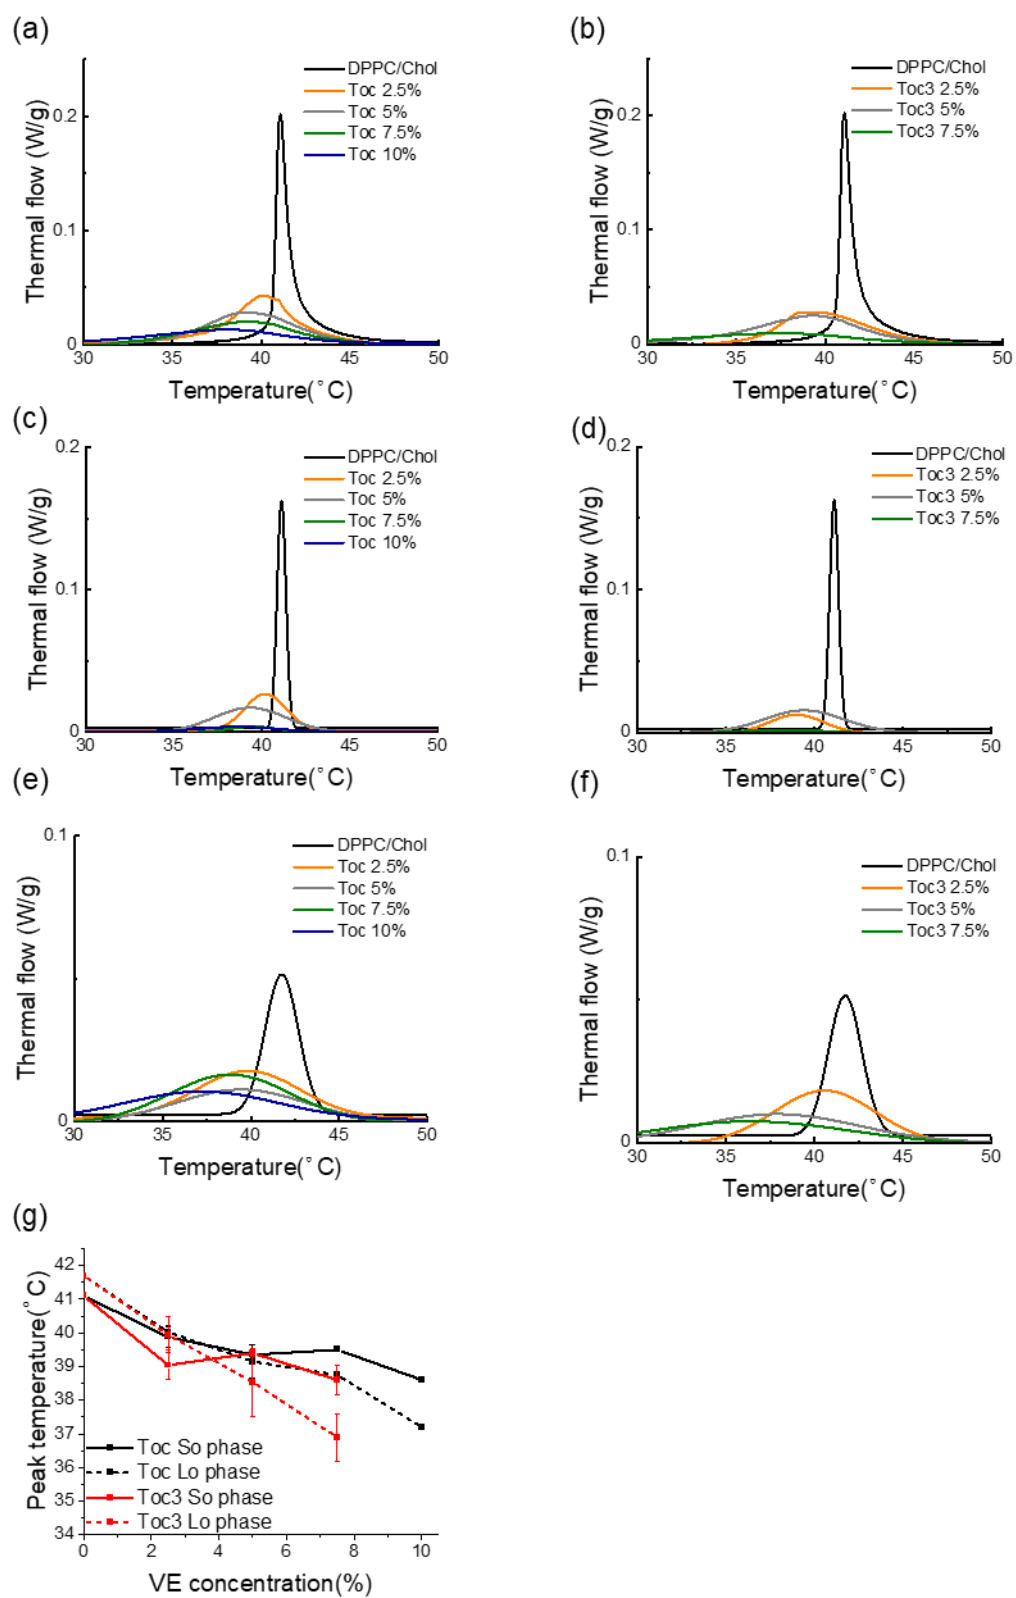 (a)
DPPC/Chol
Toc 2.5%
Toc 5%
Toc 7.5%
Toc 10%
Thermal flow (W/g)
0.2
0.1
0
30 35 40 45 50
Temperature(°C)
(b)
DPPC/Chol
Toc3 2.5%
Toc3 5%
Toc3 7.5%
Thermal flow (W/g)
0.2
0.1
0
30 35 40 45 50
Temperature(°C)
(c)
DPPC/Chol
Toc 2.5%
Toc 5%
Toc 7.5%
Toc 10%
Thermal flow (W/g)
0.2
0.1
0
30 35 40 45 50
Temperature(°C)
(d)
DPPC/Chol
Toc3 2.5%
Toc3 5%
Toc3 7.5%
Thermal flow (W/g)
0.2
0.1
0
30 35 40 45 50
Temperature(°C)
(e)
DPPC/Chol
Toc 2.5%
Toc 5%
Toc 7.5%
Toc 10%
Thermal flow (W/g)
0.1
0
30 35 40 45 50
Temperature(°C)
(f)
DPPC/Chol
Toc3 2.5%
Toc3 5%
Toc3 7.5%
Thermal flow (W/g)
0.1
0
30 35 40 45 50
Temperature(°C)
(g)
Peak temperature(°C)
42
41
40
39
38
37
36
35
34
Toc So phase
Toc Lo phase
Toc3 So phase
Toc3 Lo phase
0 2 4 6 8 10
VE concentration(%)